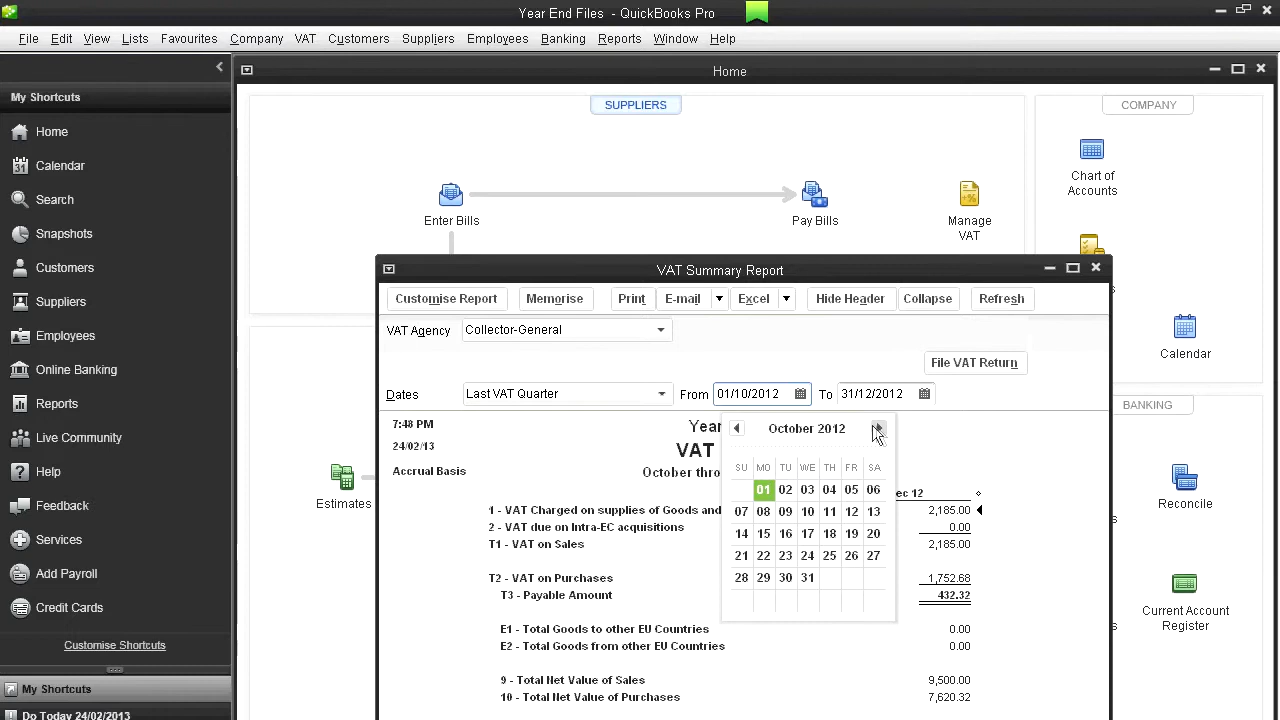 Year End Files - QuickBooks Pro
File Edit View Lists Favourites Company VAT Customers Suppliers Employees Banking Reports Window Help
My Shortcuts
Home
Calendar
Search
Snapshots
Customers
Suppliers
Employees
Online Banking
Reports
Live Community
Help
Feedback
Services
Add Payroll
Credit Cards
Customise Shortcuts
My Shortcuts
Do Today 24/02/2013
Home
SUPPLIERS
Enter Bills
Pay Bills
Manage
VAT
Estimates
COMPANY
Chart of
Accounts
Calendar
BANKING
Reconcile
Current Account
Register
VAT Summary Report
Customise Report Memorise Print E-mail Excel Hide Header Collapse Refresh
VAT Agency Collector-General
File VAT Return
Dates Last VAT Quarter From 01/10/2012 To 31/12/2012
7:48 PM
24/02/13
Accrual Basis
Year
VAT
October thro
ec 12
1 - VAT Charged on supplies of Goods and 2,185.00
2 - VAT due on Intra-EC acquisitions 0.00
T1 - VAT on Sales 2,185.00
T2 - VAT on Purchases 1,752.68
T3 - Payable Amount 432.32
E1 - Total Goods to other EU Countries 0.00
E2 - Total Goods from other EU Countries 0.00
9 - Total Net Value of Sales 9,500.00
10 - Total Net Value of Purchases 7,620.32
October 2012
SU MO TU WE TH FR SA
01 02 03 04 05 06
07 08 09 10 11 12 13
14 15 16 17 18 19 20
21 22 23 24 25 26 27
28 29 30 31